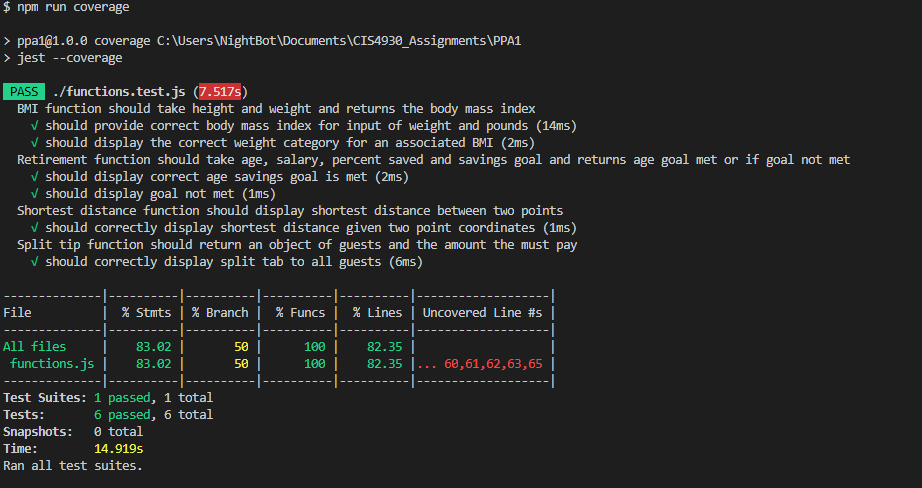 $ npm run coverage
> ppa1@1.0.0 coverage C:\Users\NightBot\Documents\CIS4930_Assignments\PPA1
> jest --coverage
PASS ./functions.test.js (7.517s)
BMI function should take height and weight and returns the body mass index
√ should provide correct body mass index for input of weight and pounds (14ms)
√ should display the correct weight category for an associated BMI (2ms)
Retirement function should take age, salary, percent saved and savings goal and returns age goal met or if goal not met
√ should display correct age savings goal is met (2ms)
√ should display goal not met (1ms)
Shortest distance function should display shortest distance between two points
√ should correctly display shortest distance given two point coordinates (1ms)
Split tip function should return an object of guests and the amount the must pay
√ should correctly display split tab to all guests (6ms)
--------------|----------|----------|----------|----------|-------------------|
File | % Stmts | % Branch | % Funcs | % Lines | Uncovered Line #s |
--------------|----------|----------|----------|----------|-------------------|
All files | 83.02 | 50 | 100 | 82.35 | |
functions.js | 83.02 | 50 | 100 | 82.35 |... 60,61,62,63,65 |
--------------|----------|----------|----------|----------|-------------------|
Test Suites: 1 passed, 1 total
Tests: 6 passed, 6 total
Snapshots: 0 total
Time: 14.919s
Ran all test suites.